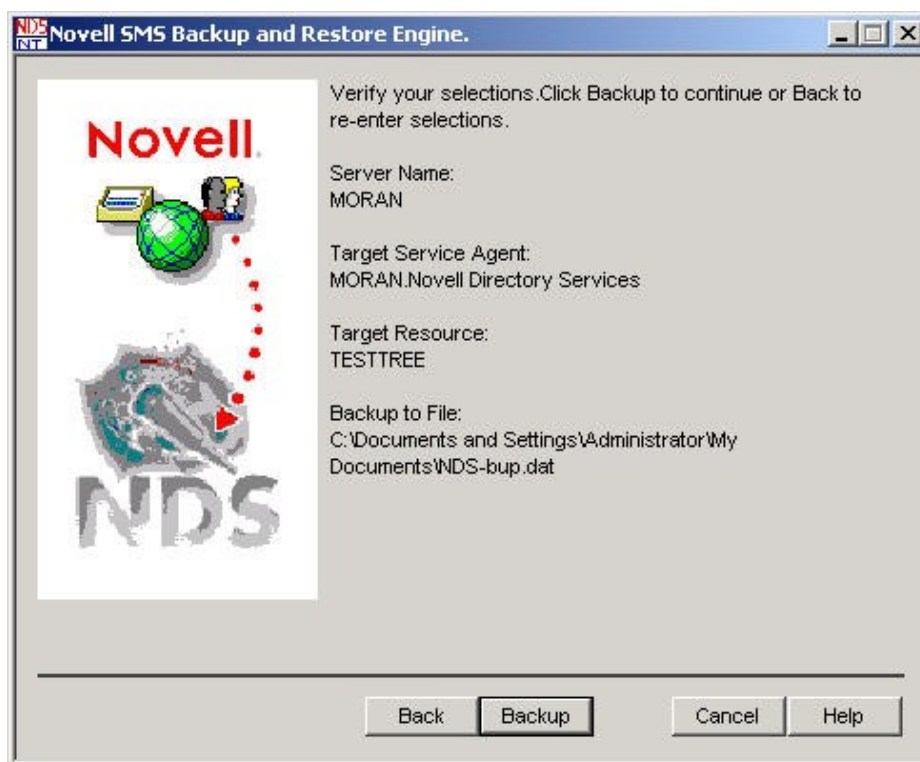 NDS
NT
Novell SMS Backup and Restore Engine.
Novell.
NDS
Verify your selections.Click Backup to continue or Back to
re-enter selections.
Server Name:
MORAN
Target Service Agent:
MORAN.Novell Directory Services
Target Resource:
TESTTREE
Backup to File:
C:\Documents and Settings\Administrator\My
Documents\NDS-bup.dat
Back
Backup
Cancel
Help